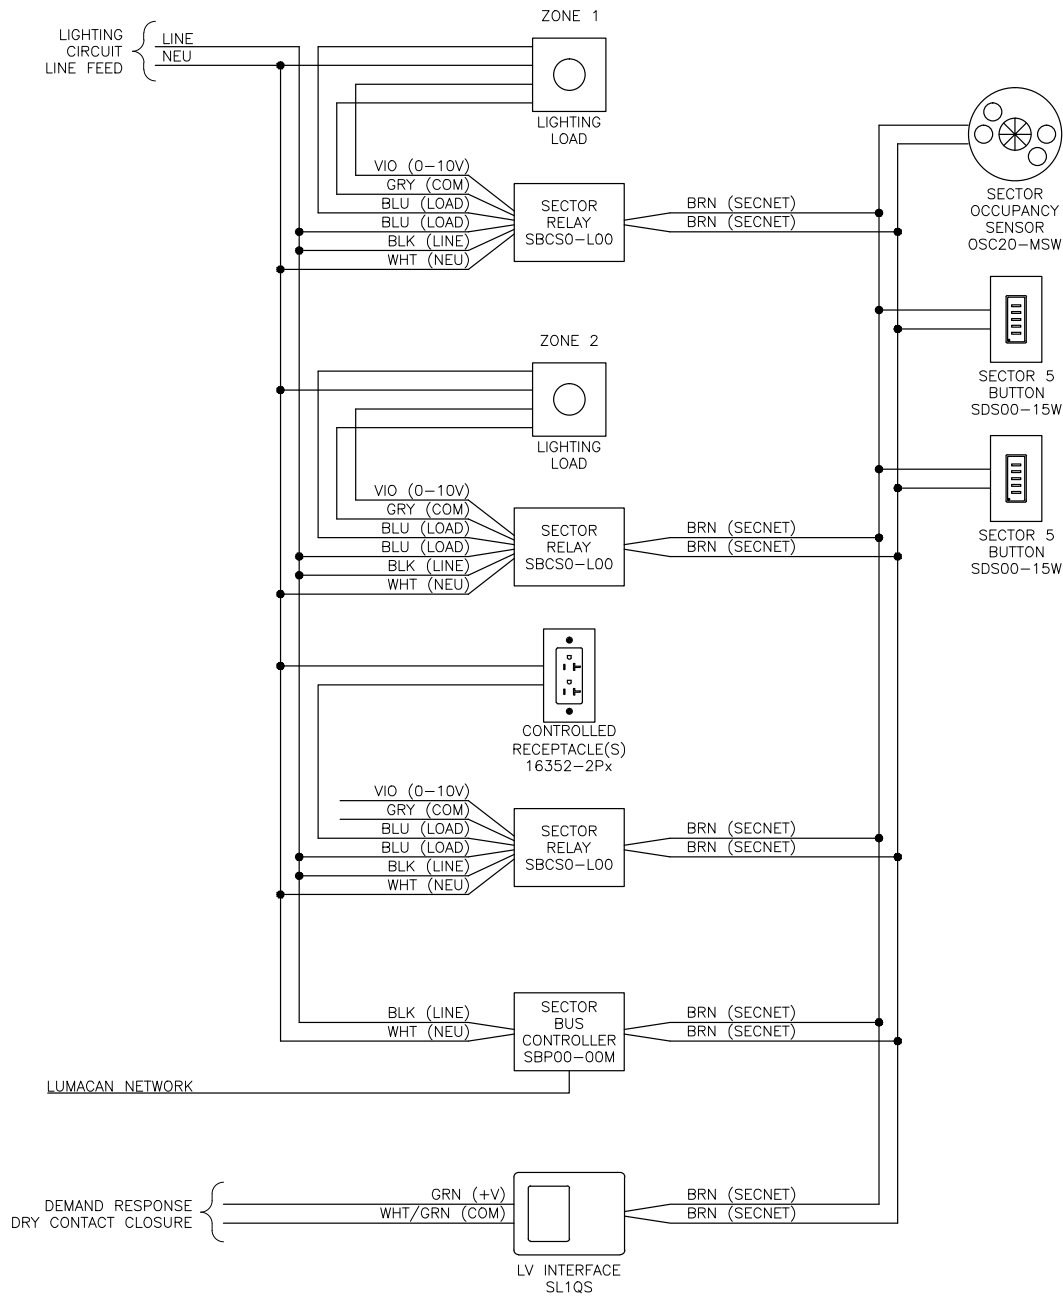 ZONE 1
LIGHTING
CIRCUIT
LINE FEED
LINE
NEU
LIGHTING
LOAD
VIO (0-10V)
GRY (COM)
BLU (LOAD)
BLU (LOAD)
BLK (LINE)
WHT (NEU)
SECTOR
RELAY
SBCS0-L00
BRN (SECNET)
BRN (SECNET)
SECTOR
OCCUPANCY
SENSOR
OSC20-MSW
ZONE 2
LIGHTING
LOAD
SECTOR 5
BUTTON
SDS00-15W
VIO (0-10V)
GRY (COM)
BLU (LOAD)
BLU (LOAD)
BLK (LINE)
WHT (NEU)
SECTOR
RELAY
SBCS0-L00
BRN (SECNET)
BRN (SECNET)
SECTOR 5
BUTTON
SDS00-15W
CONTROLLED
RECEPTACLE(S)
16352-2Px
VIO (0-10V)
GRY (COM)
BLU (LOAD)
BLU (LOAD)
BLK (LINE)
WHT (NEU)
SECTOR
RELAY
SBCS0-L00
BRN (SECNET)
BRN (SECNET)
BLK (LINE)
WHT (NEU)
SECTOR
BUS
CONTROLLER
SBP00-00M
BRN (SECNET)
BRN (SECNET)
LUMACAN NETWORK
DEMAND RESPONSE
DRY CONTACT CLOSURE
GRN (+V)
WHT/GRN (COM)
BRN (SECNET)
BRN (SECNET)
LV INTERFACE
SL1QS